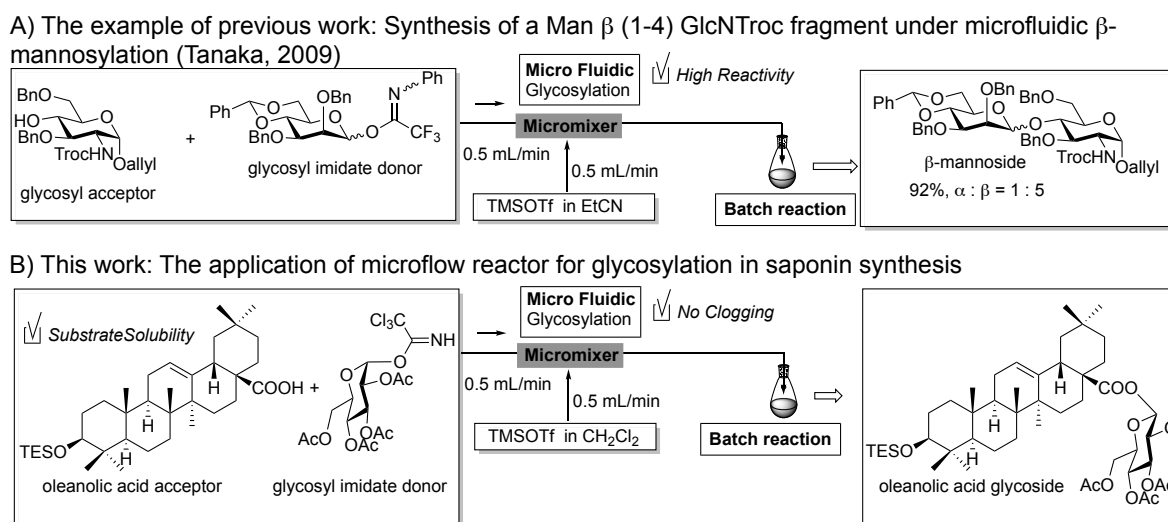 A) The example of previous work: Synthesis of a Man β (1-4) GlcNTroc fragment under microfluidic β-
mannosylation (Tanaka, 2009)
BnO
HO
BnO
TrocHN
Oallyl
glycosyl acceptor
+
Ph
O
O
BnO
OBn
O
O
N
Ph
CF3
glycosyl imidate donor
Micro Fluidic
Glycosylation
High Reactivity
Micromixer
0.5 mL/min
0.5 mL/min
TMSOTf in EtCN
Batch reaction
Ph
O
O
BnO
OBn
O
BnO
O
BnO
O
TrocHN
Oallyl
β-mannoside
92%, α : β = 1 : 5
B) This work: The application of microflow reactor for glycosylation in saponin synthesis
SubstrateSolubility
H
COOH
H
H
TESO
oleanolic acid acceptor
+
Cl3C
NH
O
O
OAc
AcO
AcO
OAc
glycosyl imidate donor
Micro Fluidic
Glycosylation
No Clogging
Micromixer
0.5 mL/min
0.5 mL/min
TMSOTf in CH2Cl2
Batch reaction
H
COO
H
H
TESO
O
AcO
AcO
oleanolic acid glycoside